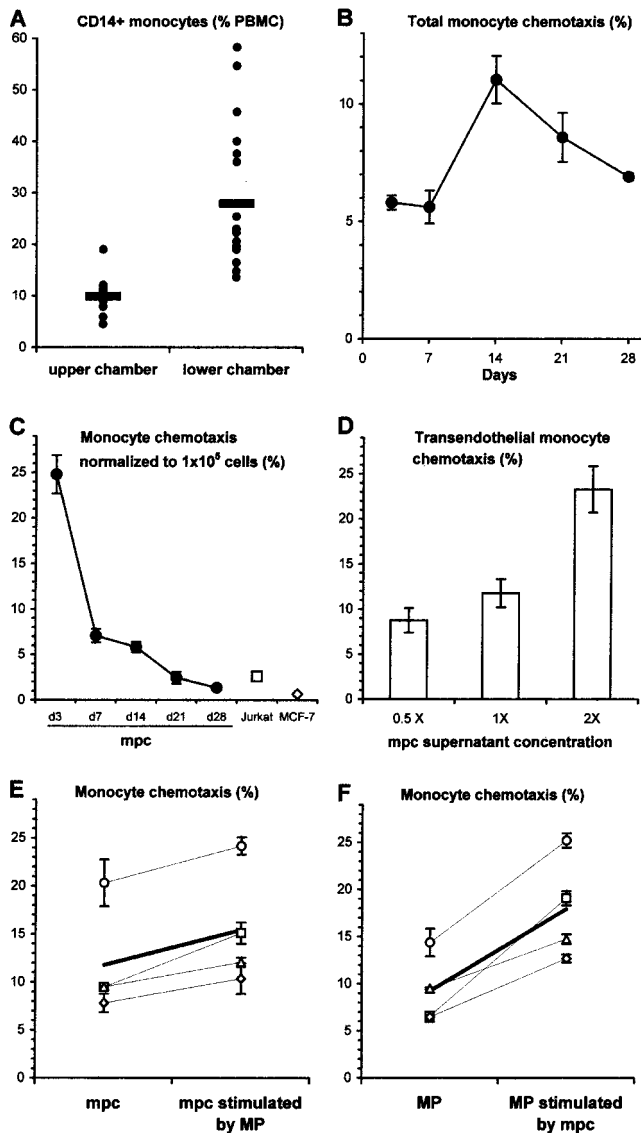 A
CD14+ monocytes (% PBMC)
60
50
40
30
20
10
0
upper chamber
lower chamber
B
Total monocyte chemotaxis (%)
10
5
0
0
7
14
21
28
Days
C
Monocyte chemotaxis
normalized to 1x10⁶ cells (%)
25
20
15
10
5
0
d3
d7
d14
d21
d28
Jurkat
MCF-7
mpc
D
Transendothelial monocyte
chemotaxis (%)
25
20
15
10
5
0
0.5 X
1X
2X
mpc supernatant concentration
E
Monocyte chemotaxis (%)
25
20
15
10
5
0
mpc
mpc stimulated
by MP
F
Monocyte chemotaxis (%)
25
20
15
10
5
0
MP
MP stimulated
by mpc